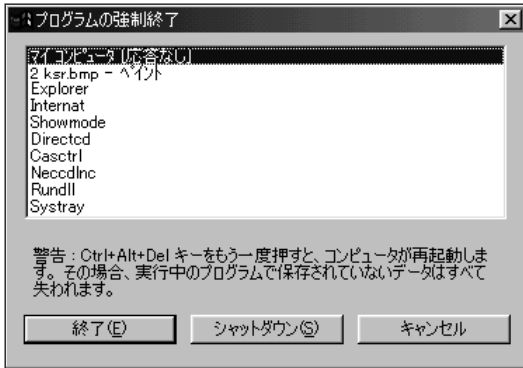 プログラムの強制終了
マイ コンピュータ [応答なし]
2 ksr.bmp - ペイント
Explorer
Internat
Showmode
Directcd
Casctrl
NeccdInc
Rundll
Systray
警告 : Ctrl+Alt+Del キーをもう一度押すと、コンピュータが再起動しま
す。その場合、実行中のプログラムで保存されていないデータはすべて
失われます。
終了(E)
シャットダウン(S)
キャンセル